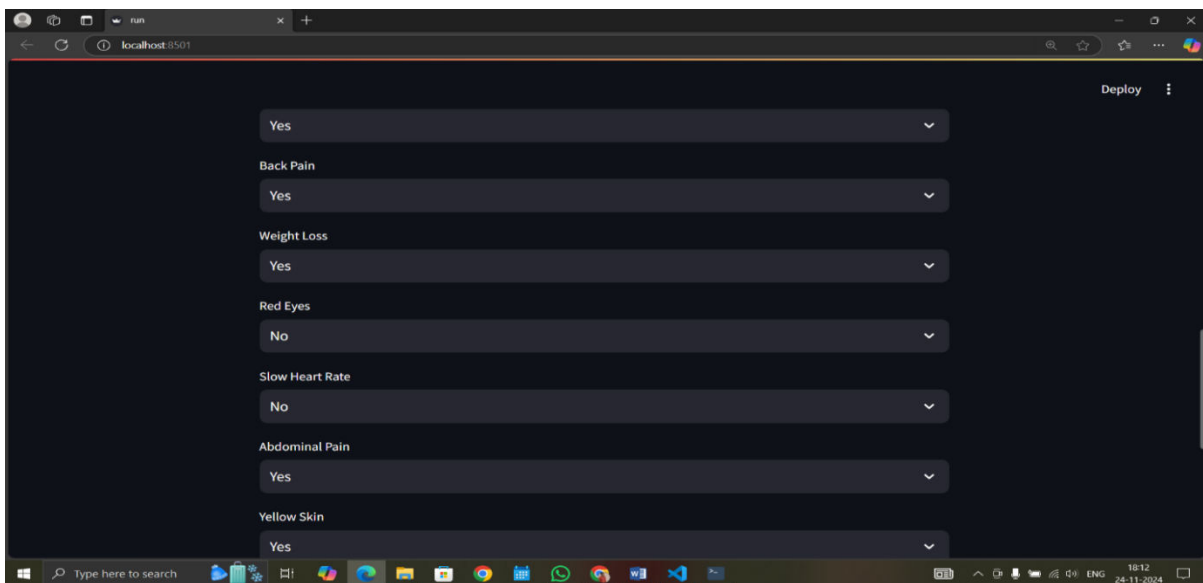 run
localhost:8501
Deploy
Yes
Back Pain
Yes
Weight Loss
Yes
Red Eyes
No
Slow Heart Rate
No
Abdominal Pain
Yes
Yellow Skin
Yes
Type here to search
ENG
18:12
24-11-2024